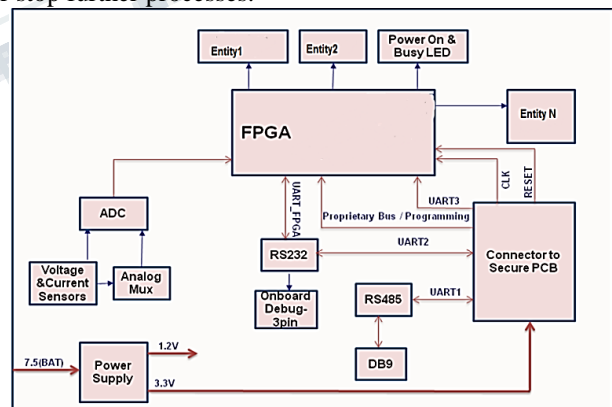 r stop further processes.
Entity1
Entity2
Power On &
Busy LED
FPGA
Entity N
ADC
UART_FPGA
Proprietary Bus / Programming
UART3
CLK
RESET
Voltage
&Current
Sensors
Analog
Mux
RS232
UART2
Connector to
Secure PCB
Onboard
Debug-
3pin
RS485
UART1
DB9
7.5(BAT)
Power
Supply
1.2V
3.3V